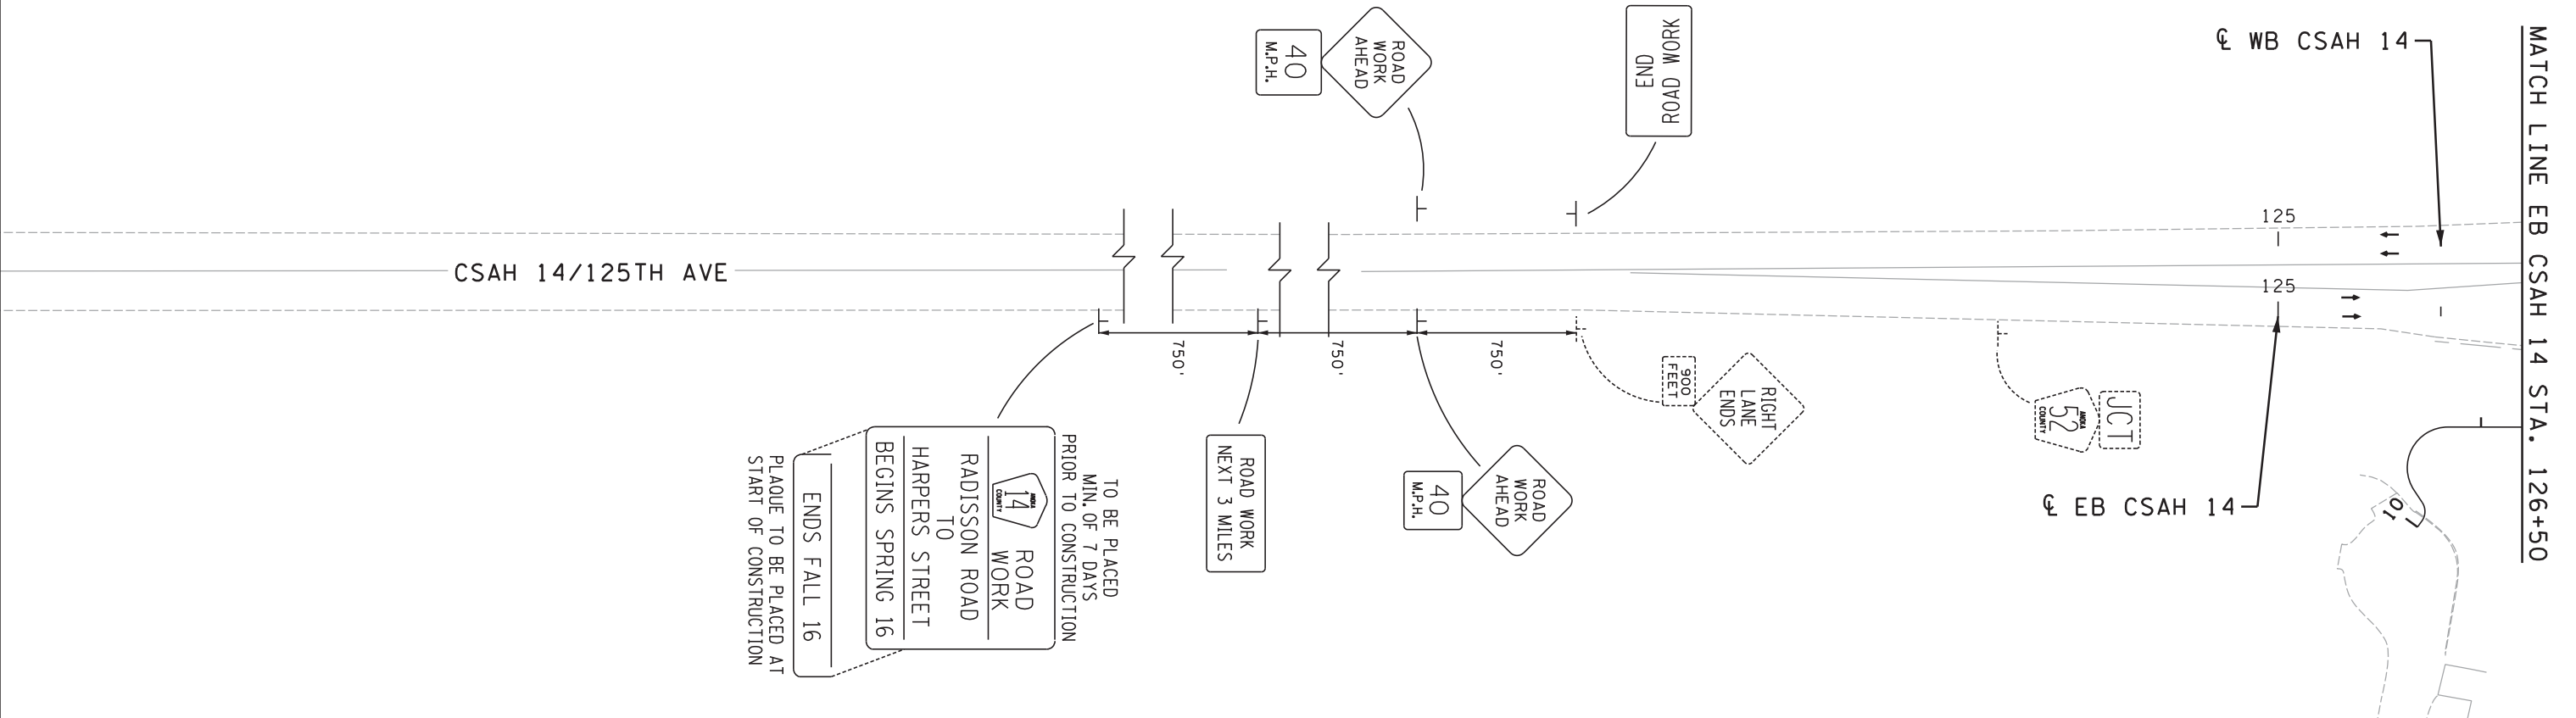 ROAD
WORK
AHEAD
40
M.P.H.
END
ROAD WORK
℄ WB CSAH 14
MATCH LINE EB CSAH 14 STA. 126+50
125
CSAH 14/125TH AVE
125
750'
750'
750'
RIGHT
LANE
ENDS
900
FEET
JCT
ANOKA
52
COUNTY
℄ EB CSAH 14
10
ROAD
WORK
AHEAD
40
M.P.H.
ROAD WORK
NEXT 3 MILES
TO BE PLACED
MIN. OF 7 DAYS
PRIOR TO CONSTRUCTION
ANOKA
14
COUNTY
ROAD
WORK
RADISSON ROAD
TO
HARPERS STREET
BEGINS SPRING 16
ENDS FALL 16
PLAQUE TO BE PLACED AT
START OF CONSTRUCTION